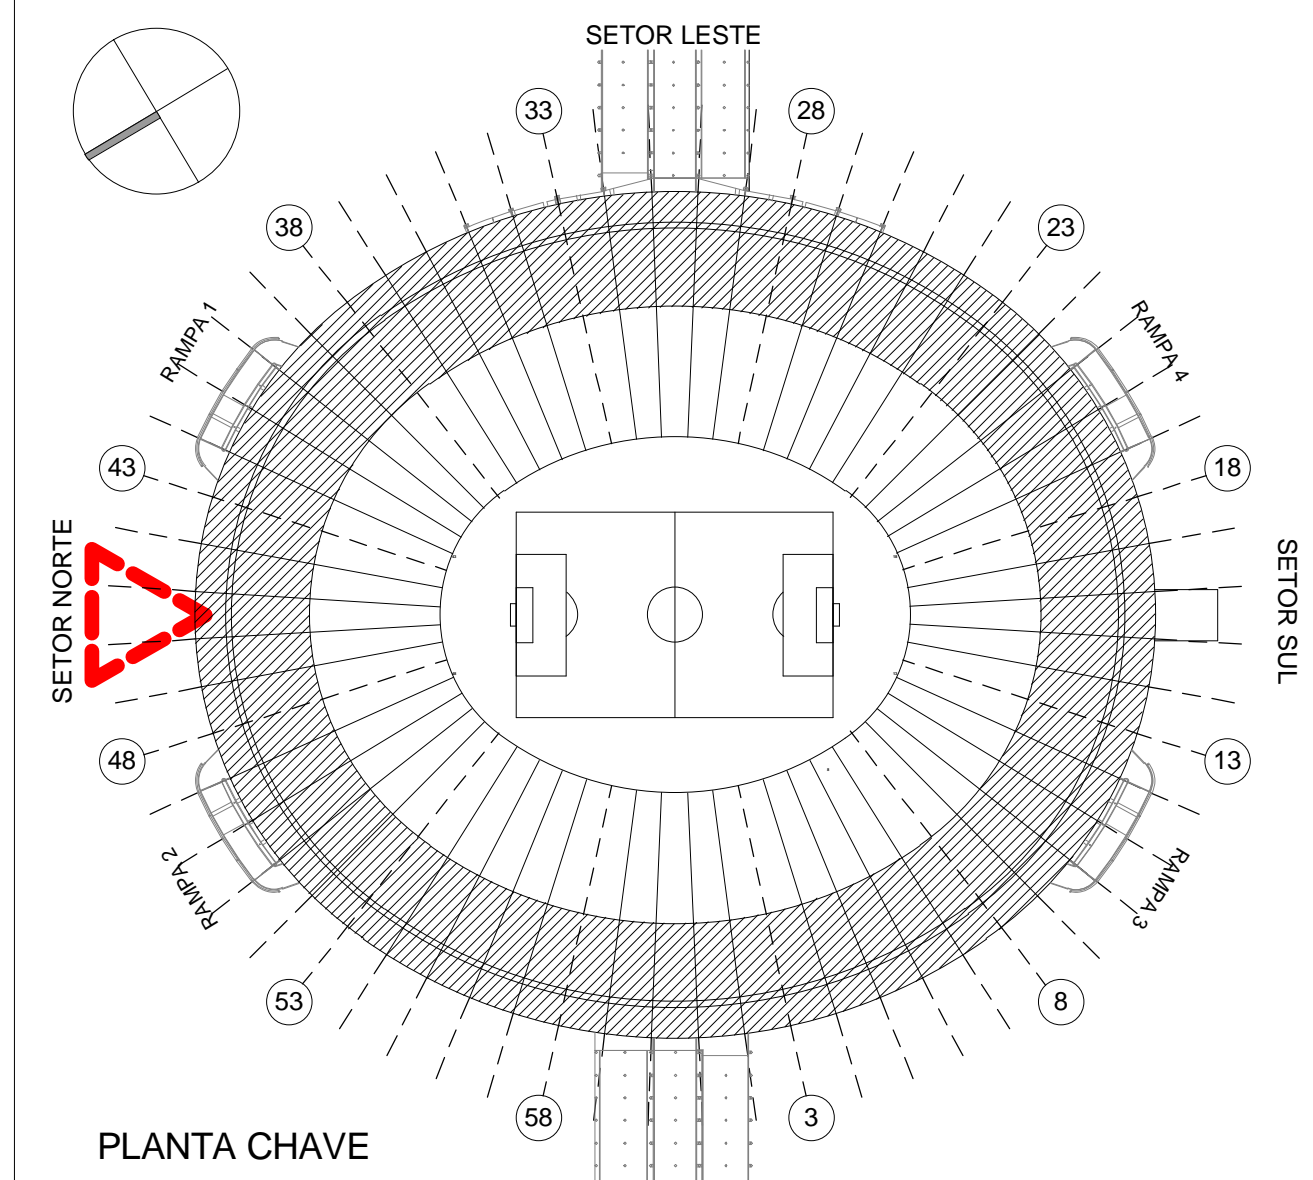 SETOR LESTE
33
28
38
23
RAMPA 1
RAMPA 4
43
18
SETOR NORTE
SETOR SUL
48
13
RAMPA 2
RAMPA 3
53
8
58
3
PLANTA CHAVE